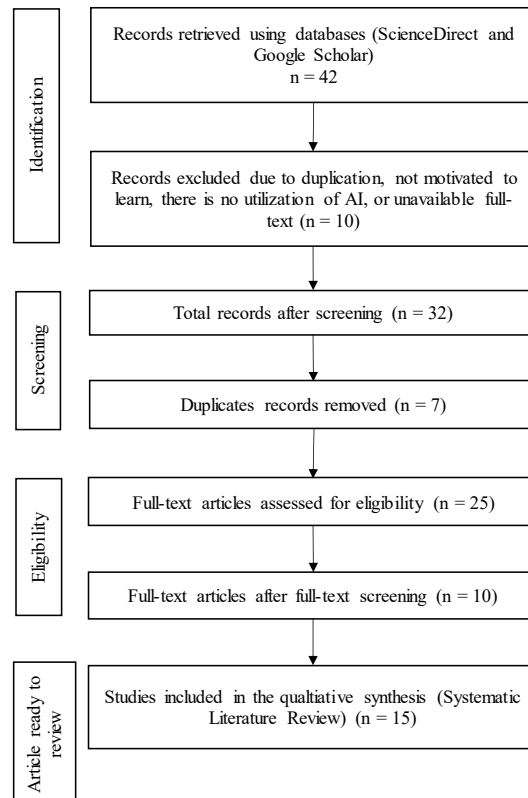 Identification
Records retrieved using databases (ScienceDirect and
Google Scholar)
n = 42
Records excluded due to duplication, not motivated to
learn, there is no utilization of AI, or unavailable full-
text (n = 10)
Screening
Total records after screening (n = 32)
Duplicates records removed (n = 7)
Eligibility
Full-text articles assessed for eligibility (n = 25)
Full-text articles after full-text screening (n = 10)
Article ready to
review
Studies included in the qualtiative synthesis (Systematic
Literature Review) (n = 15)